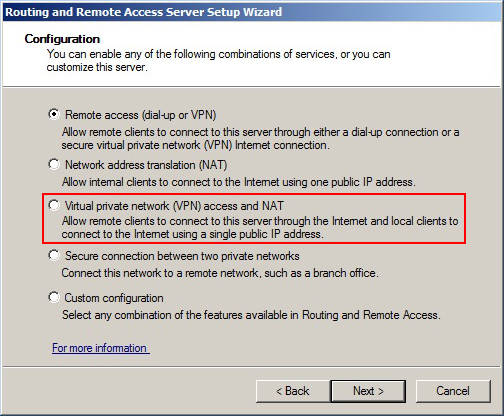 Routing and Remote Access Server Setup Wizard
Configuration
You can enable any of the following combinations of services, or you can
customize this server.
Remote access (dial-up or VPN)
Allow remote clients to connect to this server through either a dial-up connection or a
secure virtual private network (VPN) Internet connection.
Network address translation (NAT)
Allow internal clients to connect to the Internet using one public IP address.
Virtual private network (VPN) access and NAT
Allow remote clients to connect to this server through the Internet and local clients to
connect to the Internet using a single public IP address.
Secure connection between two private networks
Connect this network to a remote network, such as a branch office.
Custom configuration
Select any combination of the features available in Routing and Remote Access.
For more information
< Back
Next >
Cancel